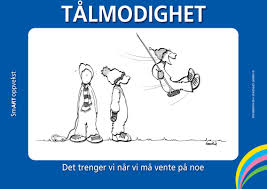 TÅLMODIGHET
SmART oppvekst
Det trenger vi når vi må vente på noe